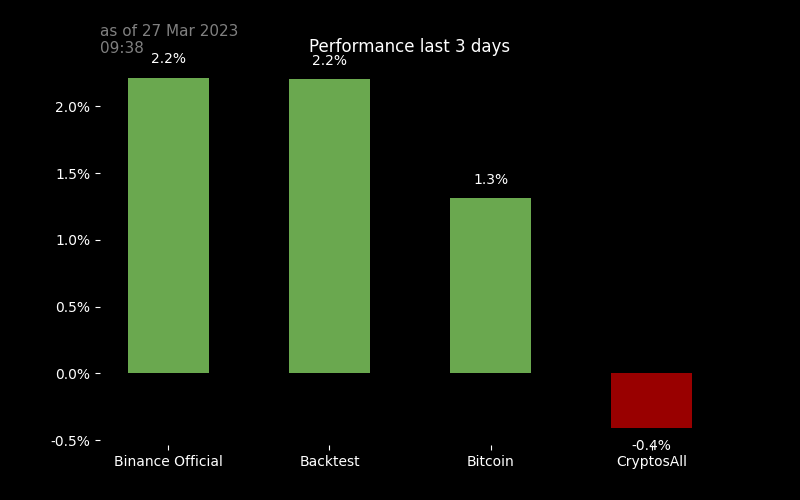 as of 27 Mar 2023
09:38
Performance last 3 days
2.2%
2.2%
1.3%
-0.4%
2.0%
1.5%
1.0%
0.5%
0.0%
-0.5%
Binance Official
Backtest
Bitcoin
CryptosAll